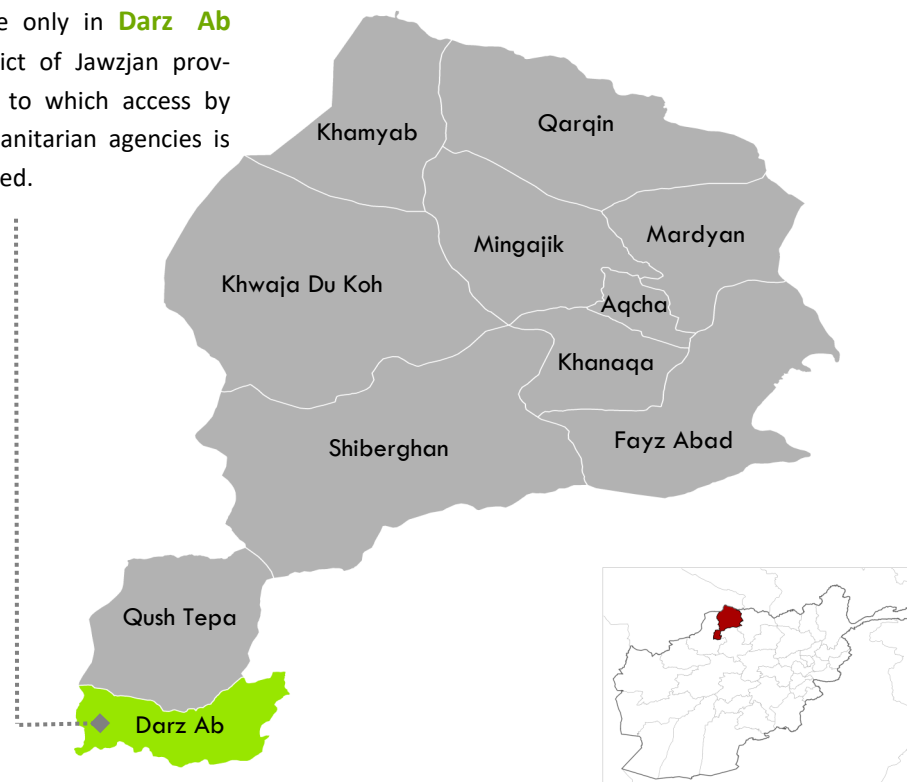 e only in Darz Ab
ict of Jawzjan prov-
to which access by
anitarian agencies is
ed.
Khamyab
Qarqin
Mingajik
Mardyan
Khwaja Du Koh
Aqcha
Khanaqa
Shiberghan
Fayz Abad
Qush Tepa
Darz Ab